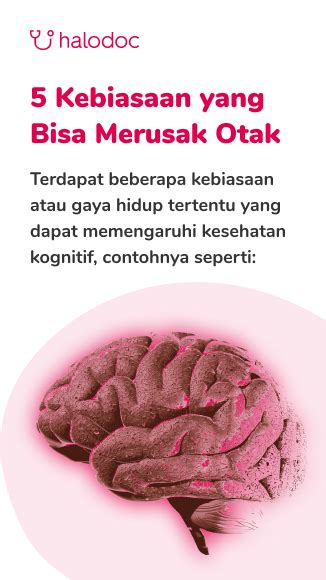 halodoc
5 Kebiasaan yang
Bisa Merusak Otak
Terdapat beberapa kebiasaan
atau gaya hidup tertentu yang
dapat memengaruhi kesehatan
kognitif, contohnya seperti: